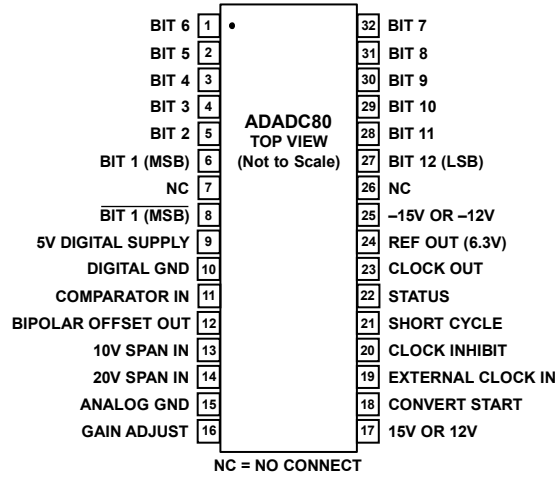 BIT 6 1 32 BIT 7
BIT 5 2 31 BIT 8
BIT 4 3 30 BIT 9
BIT 3 4 29 BIT 10
BIT 2 5 ADADC80 28 BIT 11
BIT 1 (MSB) 6 TOP VIEW 27 BIT 12 (LSB)
NC 7 (Not to Scale) 26 NC
BIT 1 (MSB) 8 25 –15V OR –12V
5V DIGITAL SUPPLY 9 24 REF OUT (6.3V)
DIGITAL GND 10 23 CLOCK OUT
COMPARATOR IN 11 22 STATUS
BIPOLAR OFFSET OUT 12 21 SHORT CYCLE
10V SPAN IN 13 20 CLOCK INHIBIT
20V SPAN IN 14 19 EXTERNAL CLOCK IN
ANALOG GND 15 18 CONVERT START
GAIN ADJUST 16 17 15V OR 12V
NC = NO CONNECT